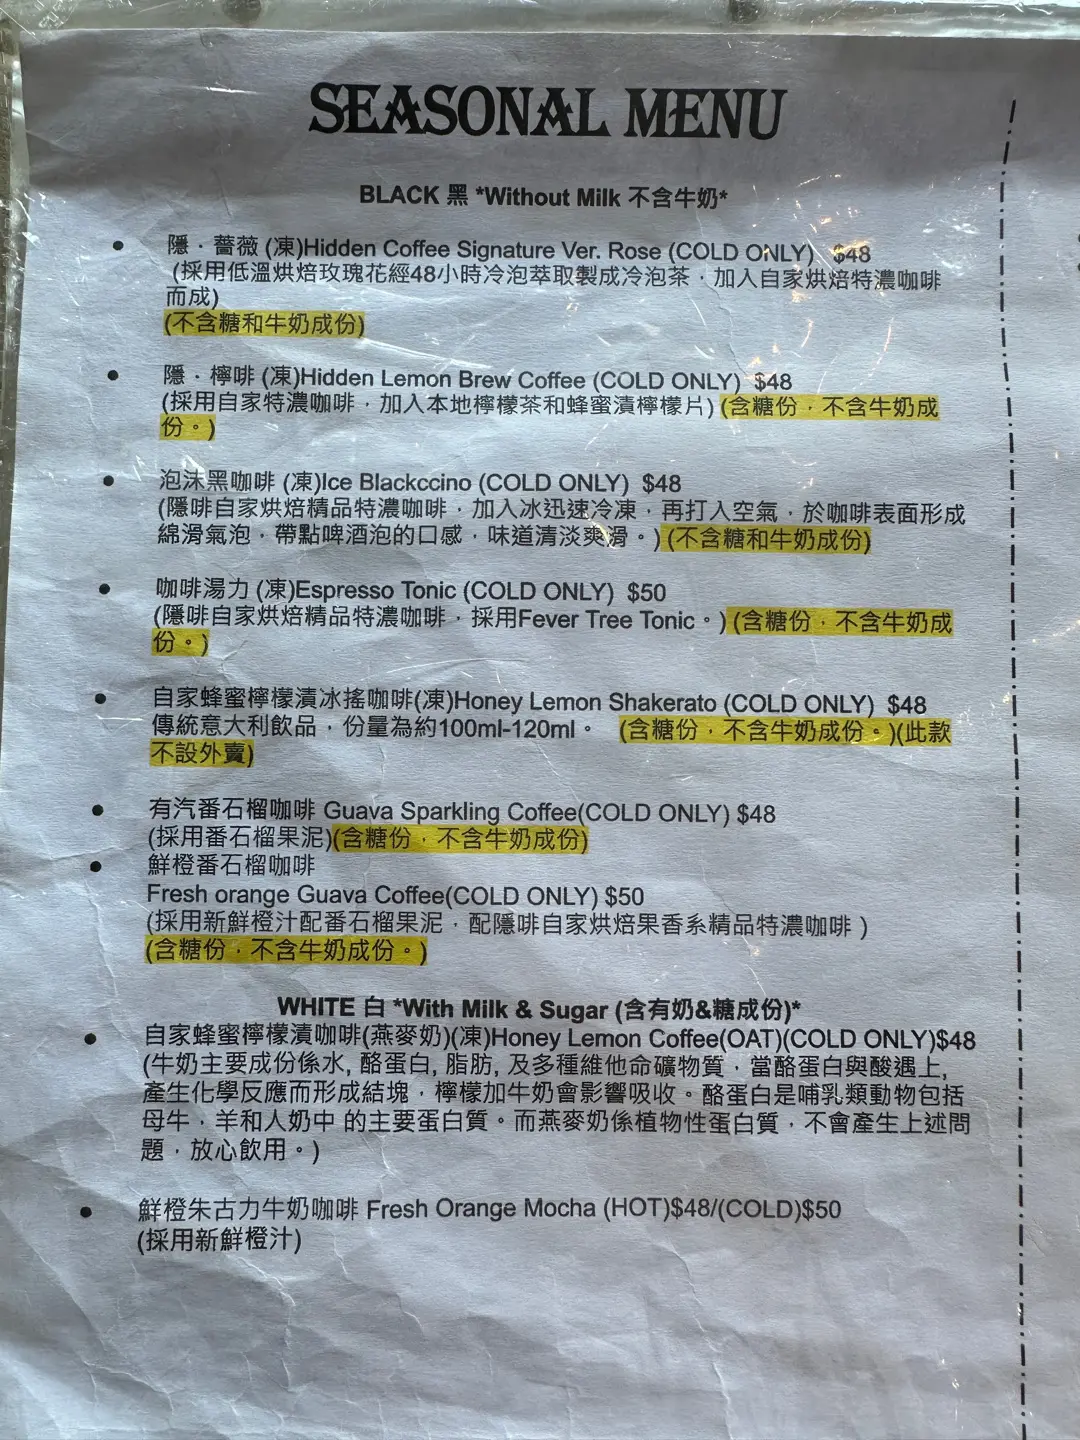 SEASONAL MENU
BLACK 黑 *Without Milk 不含牛奶*
隱．薔薇 (凍)Hidden Coffee Signature Ver. Rose (COLD ONLY) $48
(採用低溫烘焙玫瑰花經48小時冷泡萃取製成冷泡茶，加入自家烘焙特濃咖啡
而成)
(不含糖和牛奶成份)
隱．檸啡 (凍)Hidden Lemon Brew Coffee (COLD ONLY) $48
(採用自家特濃咖啡，加入本地檸檬茶和蜂蜜漬檸檬片) (含糖份，不含牛奶成
份。)
泡沫黑咖啡 (凍)Ice Blackccino (COLD ONLY) $48
(隱啡自家烘焙精品特濃咖啡，加入冰迅速冷凍，再打入空氣，於咖啡表面形成
綿滑氣泡，帶點啤酒泡的口感，味道清淡爽滑。) (不含糖和牛奶成份)
咖啡湯力 (凍)Espresso Tonic (COLD ONLY) $50
(隱啡自家烘焙精品特濃咖啡，採用Fever Tree Tonic。) (含糖份，不含牛奶成
份。)
自家蜂蜜檸檬漬冰搖咖啡(凍)Honey Lemon Shakerato (COLD ONLY) $48
傳統意大利飲品，份量為約100ml-120ml。 (含糖份，不含牛奶成份。)(此款
不設外賣)
有汽番石榴咖啡 Guava Sparkling Coffee(COLD ONLY) $48
(採用番石榴果泥)(含糖份，不含牛奶成份)
鮮橙番石榴咖啡
Fresh orange Guava Coffee(COLD ONLY) $50
(採用新鮮橙汁配番石榴果泥，配隱啡自家烘焙果香系精品特濃咖啡 )
(含糖份，不含牛奶成份。)
WHITE 白 *With Milk & Sugar (含有奶&糖成份)*
自家蜂蜜檸檬漬咖啡(燕麥奶)(凍)Honey Lemon Coffee(OAT)(COLD ONLY)$48
(牛奶主要成份係水, 酪蛋白, 脂肪, 及多種維他命礦物質，當酪蛋白與酸遇上,
產生化學反應而形成結塊，檸檬加牛奶會影響吸收。酪蛋白是哺乳類動物包括
母牛，羊和人奶中 的主要蛋白質。而燕麥奶係植物性蛋白質，不會產生上述問
題，放心飲用。)
鮮橙朱古力牛奶咖啡 Fresh Orange Mocha (HOT)$48/(COLD)$50
(採用新鮮橙汁)